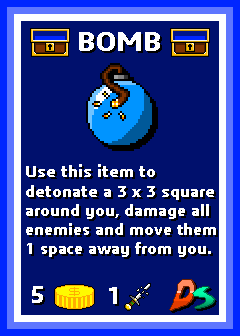 BOMB
Use this item to
detonate a 3 x 3 square
around you, damage all
enemies and move them
1 space away from you.
5 1 DS